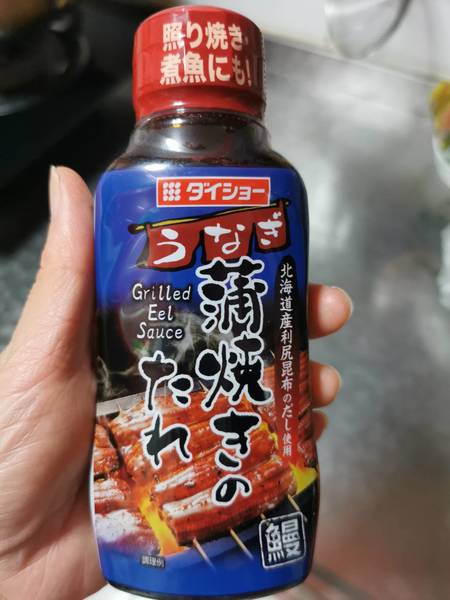 照り焼き・
煮魚にも!
ダイショー
うなぎ
Grilled
Eel
Sauce
蒲焼きの
たれ
北海道産利尻昆布のだし使用
鰻
調理例